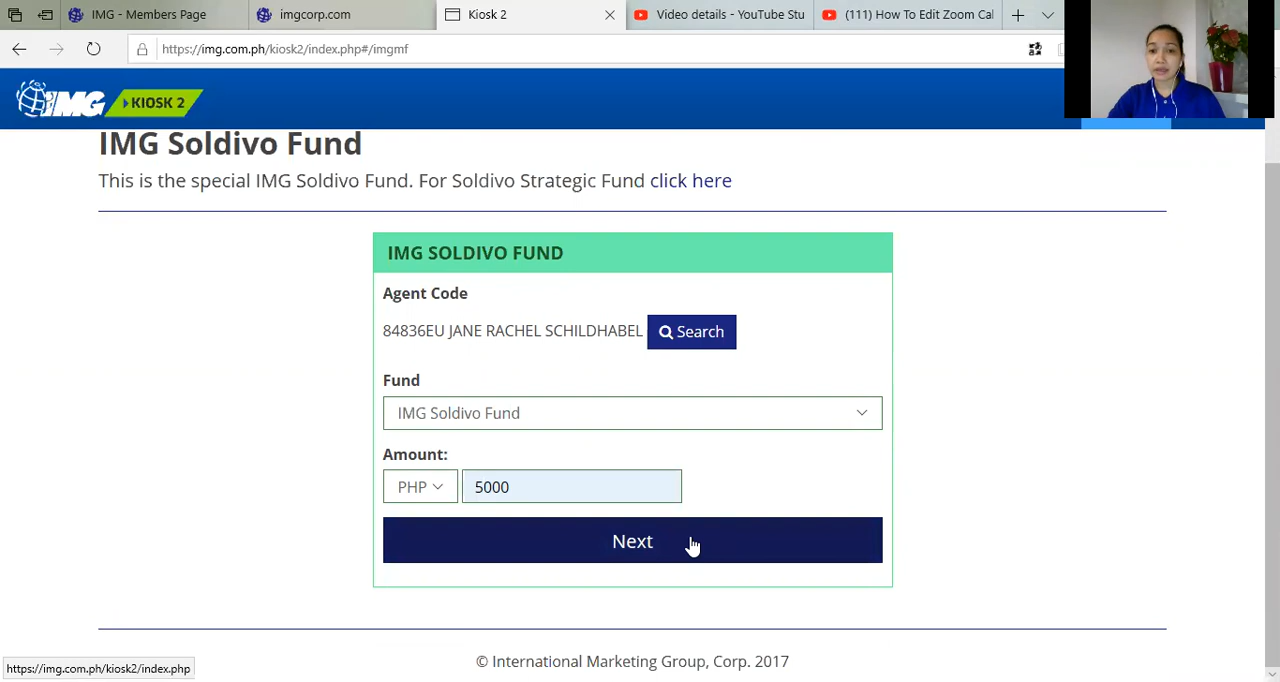 IMG - Members Page
imgcorp.com
Kiosk 2
Video details - YouTube Stu
(111) How To Edit Zoom Cal
https://img.com.ph/kiosk2/index.php#/imgmf
IMG KIOSK 2
IMG Soldivo Fund
This is the special IMG Soldivo Fund. For Soldivo Strategic Fund click here
IMG SOLDIVO FUND
Agent Code
84836EU JANE RACHEL SCHILDHABEL Search
Fund
IMG Soldivo Fund
Amount:
PHP 5000
Next
https://img.com.ph/kiosk2/index.php
© International Marketing Group, Corp. 2017